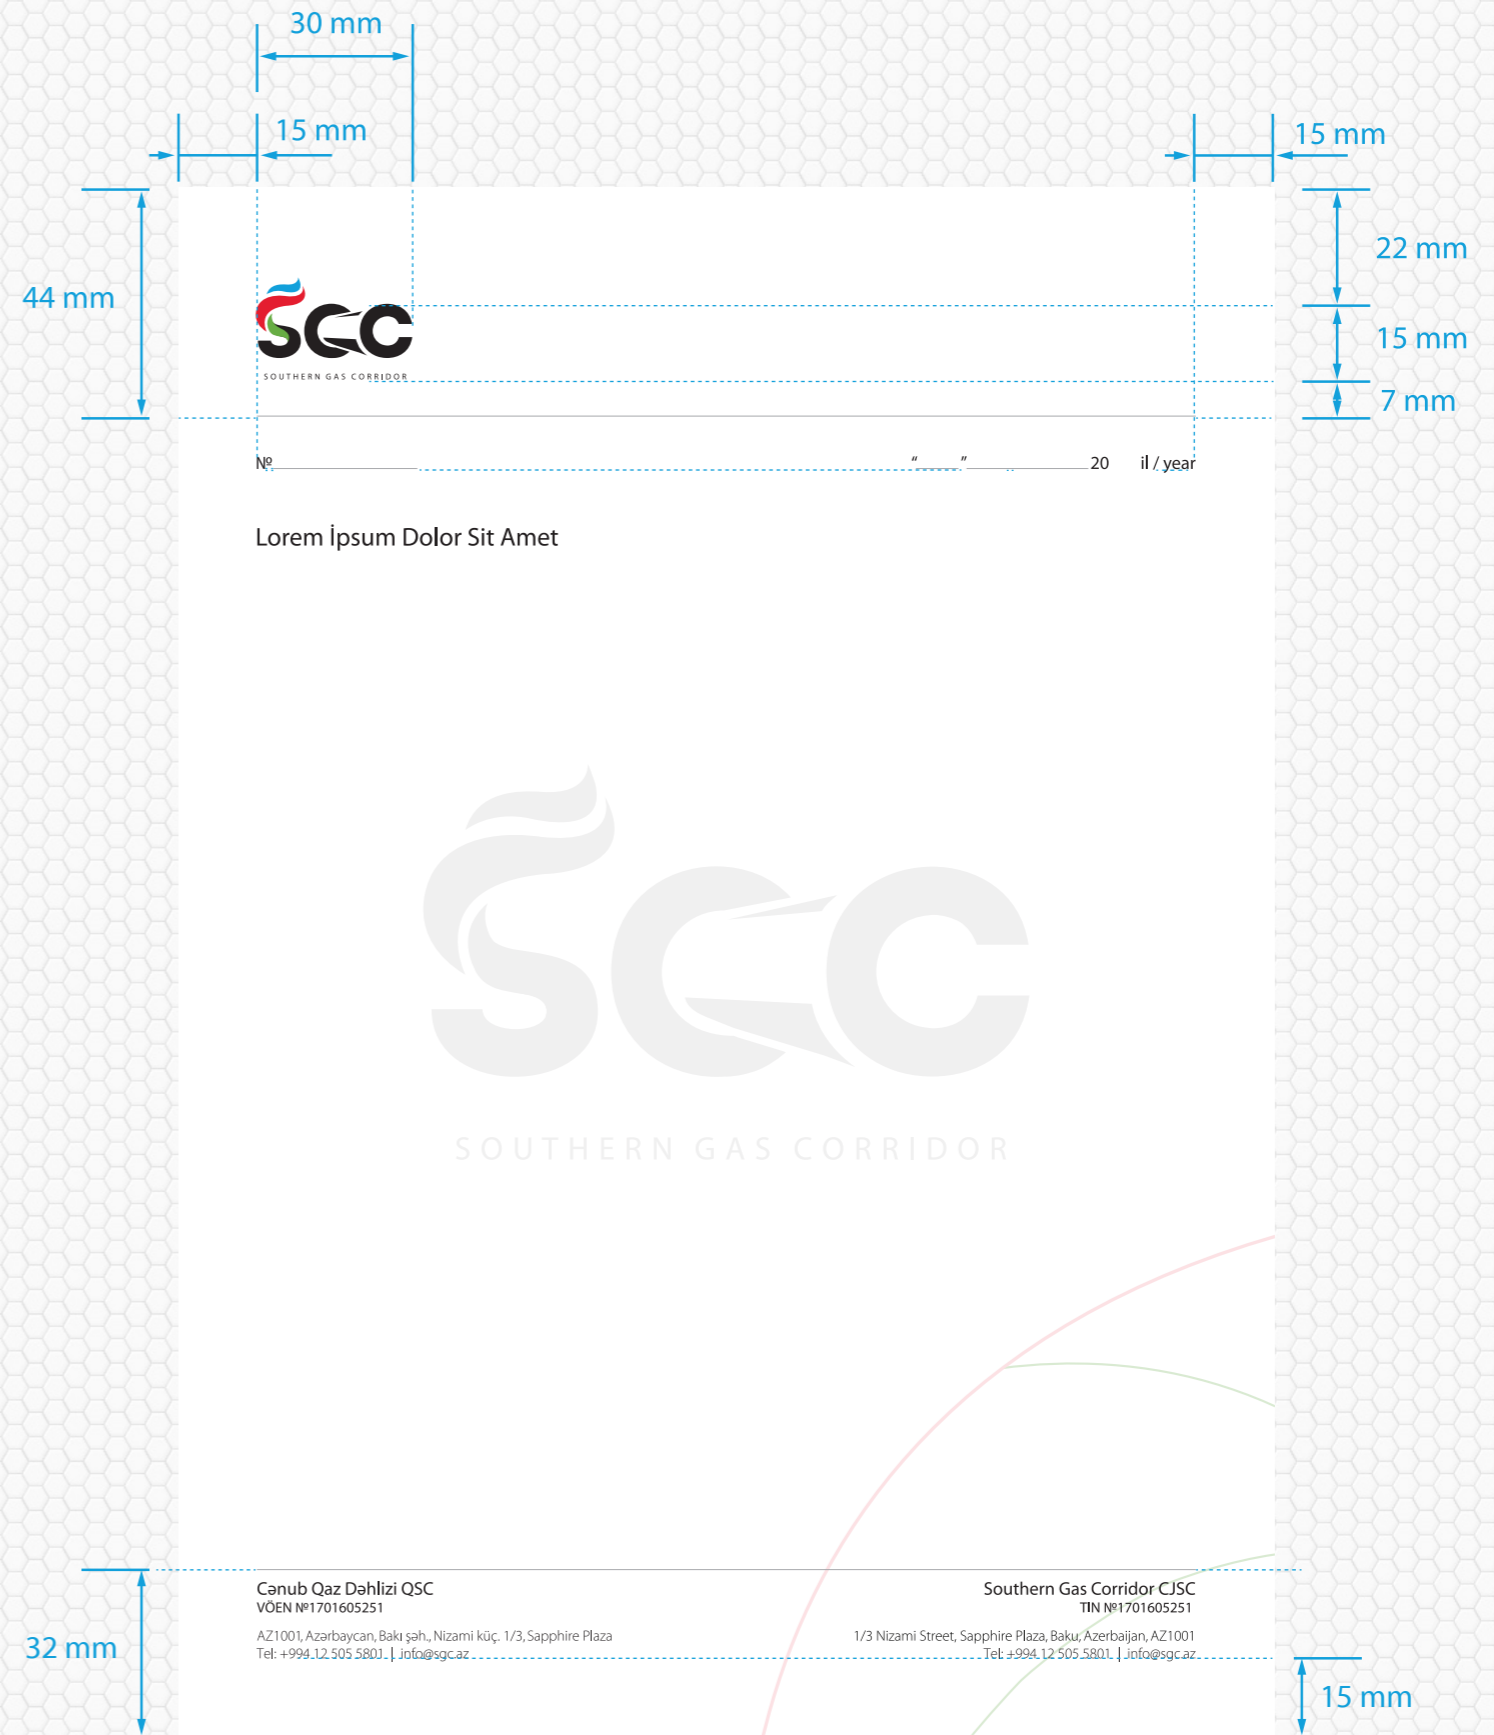 30 mm
15 mm
15 mm
44 mm
22 mm
15 mm
7 mm
SGC
SOUTHERN GAS CORRIDOR
№ “ ” 20 il / year
Lorem İpsum Dolor Sit Amet
SGC
SOUTHERN GAS CORRIDOR
32 mm
Cənub Qaz Dəhlizi QSC
VÖEN №1701605251
AZ1001, Azərbaycan, Bakı şəh., Nizami küç. 1/3, Sapphire Plaza
Tel: +994 12 505 5801 | info@sgc.az
Southern Gas Corridor CJSC
TIN №1701605251
1/3 Nizami Street, Sapphire Plaza, Baku, Azerbaijan, AZ1001
Tel: +994 12 505 5801 | info@sgc.az
15 mm